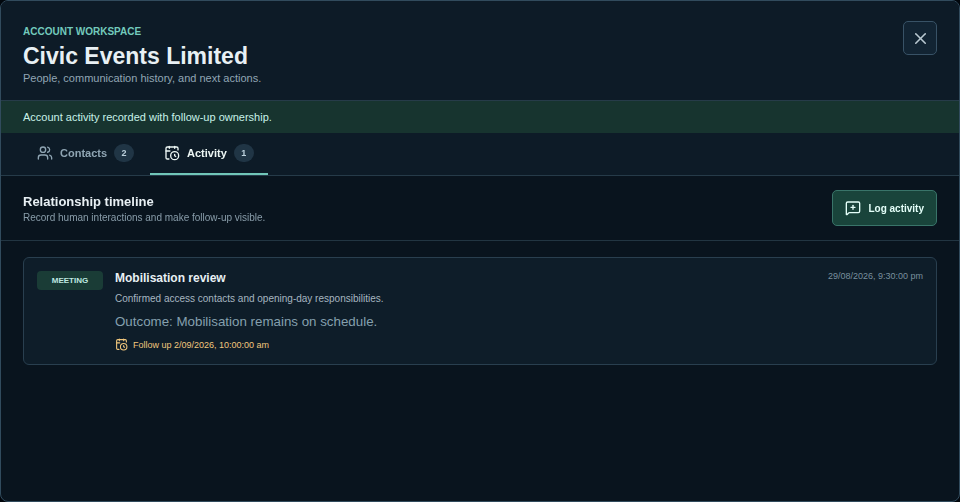 ACCOUNT WORKSPACE
Civic Events Limited
People, communication history, and next actions.
Account activity recorded with follow-up ownership.
Contacts 2 Activity 1
Relationship timeline
Record human interactions and make follow-up visible.
Log activity
MEETING
Mobilisation review
29/08/2026, 9:30:00 pm
Confirmed access contacts and opening-day responsibilities.
Outcome: Mobilisation remains on schedule.
Follow up 2/09/2026, 10:00:00 am